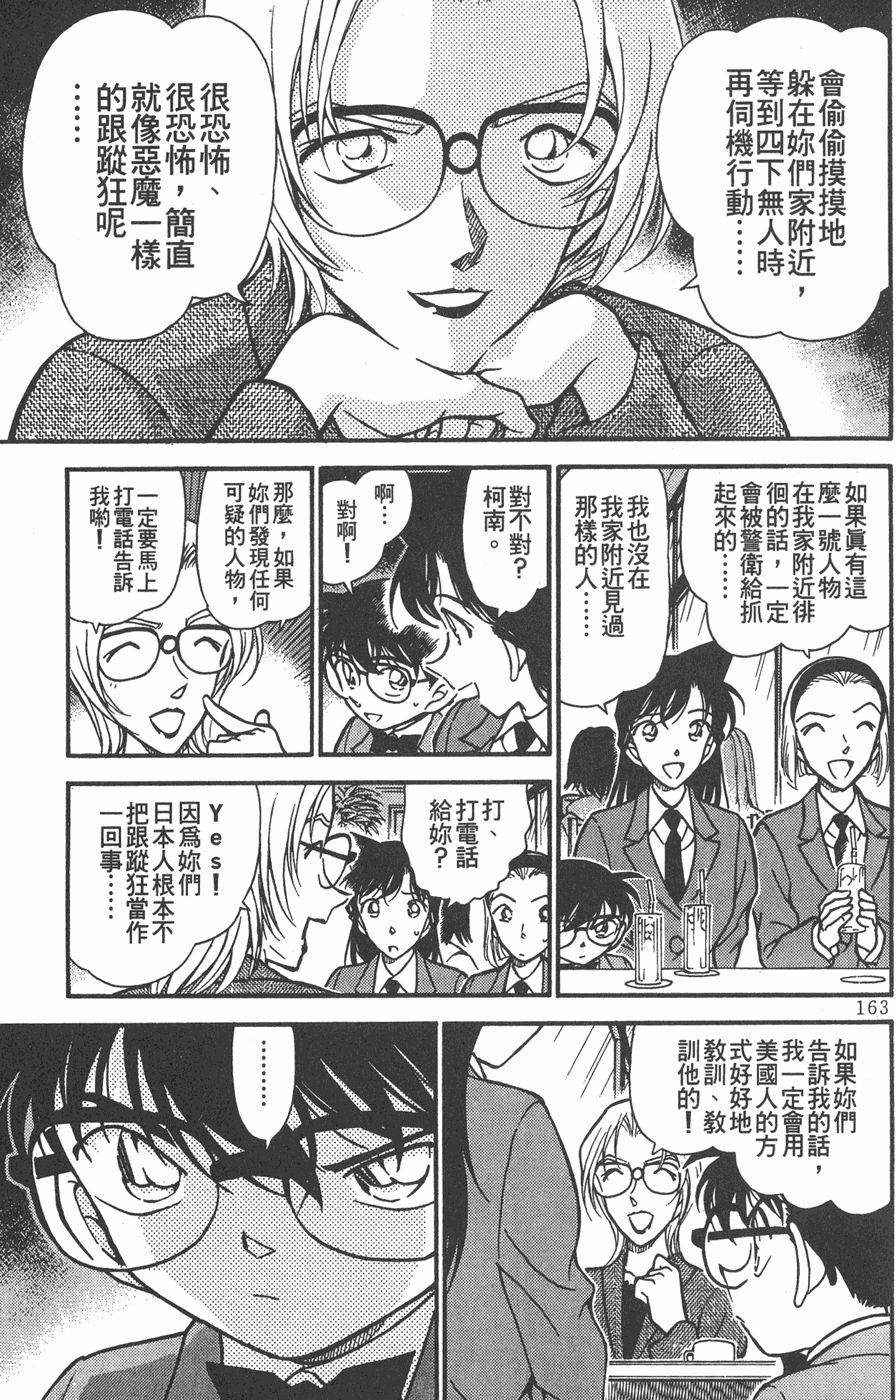 會偷偷摸摸地
躲在妳們家附近，
等到四下無人時
再伺機行動……
很恐怖、
很恐怖，簡直
就像惡魔一樣
的跟蹤狂呢
……
如果眞有這
麼一號人物
在我家附近徘
徊的話，一定
會被警衛給抓
起來的……
我也沒在
我家附近見過
那樣的人……
對不對？
柯南。
啊…
對啊！
那麼，如果
妳們發現任何
可疑的人物，
一定要馬上
打電話告訴
我喲！
打、
打電話
給妳？
Yes！
因爲妳們
日本人根本不
把跟蹤狂當作
一回事……
163
如果妳們
告訴我的話，
我一定會用
美國人的方
式好好地
教訓、教
訓他的！
……